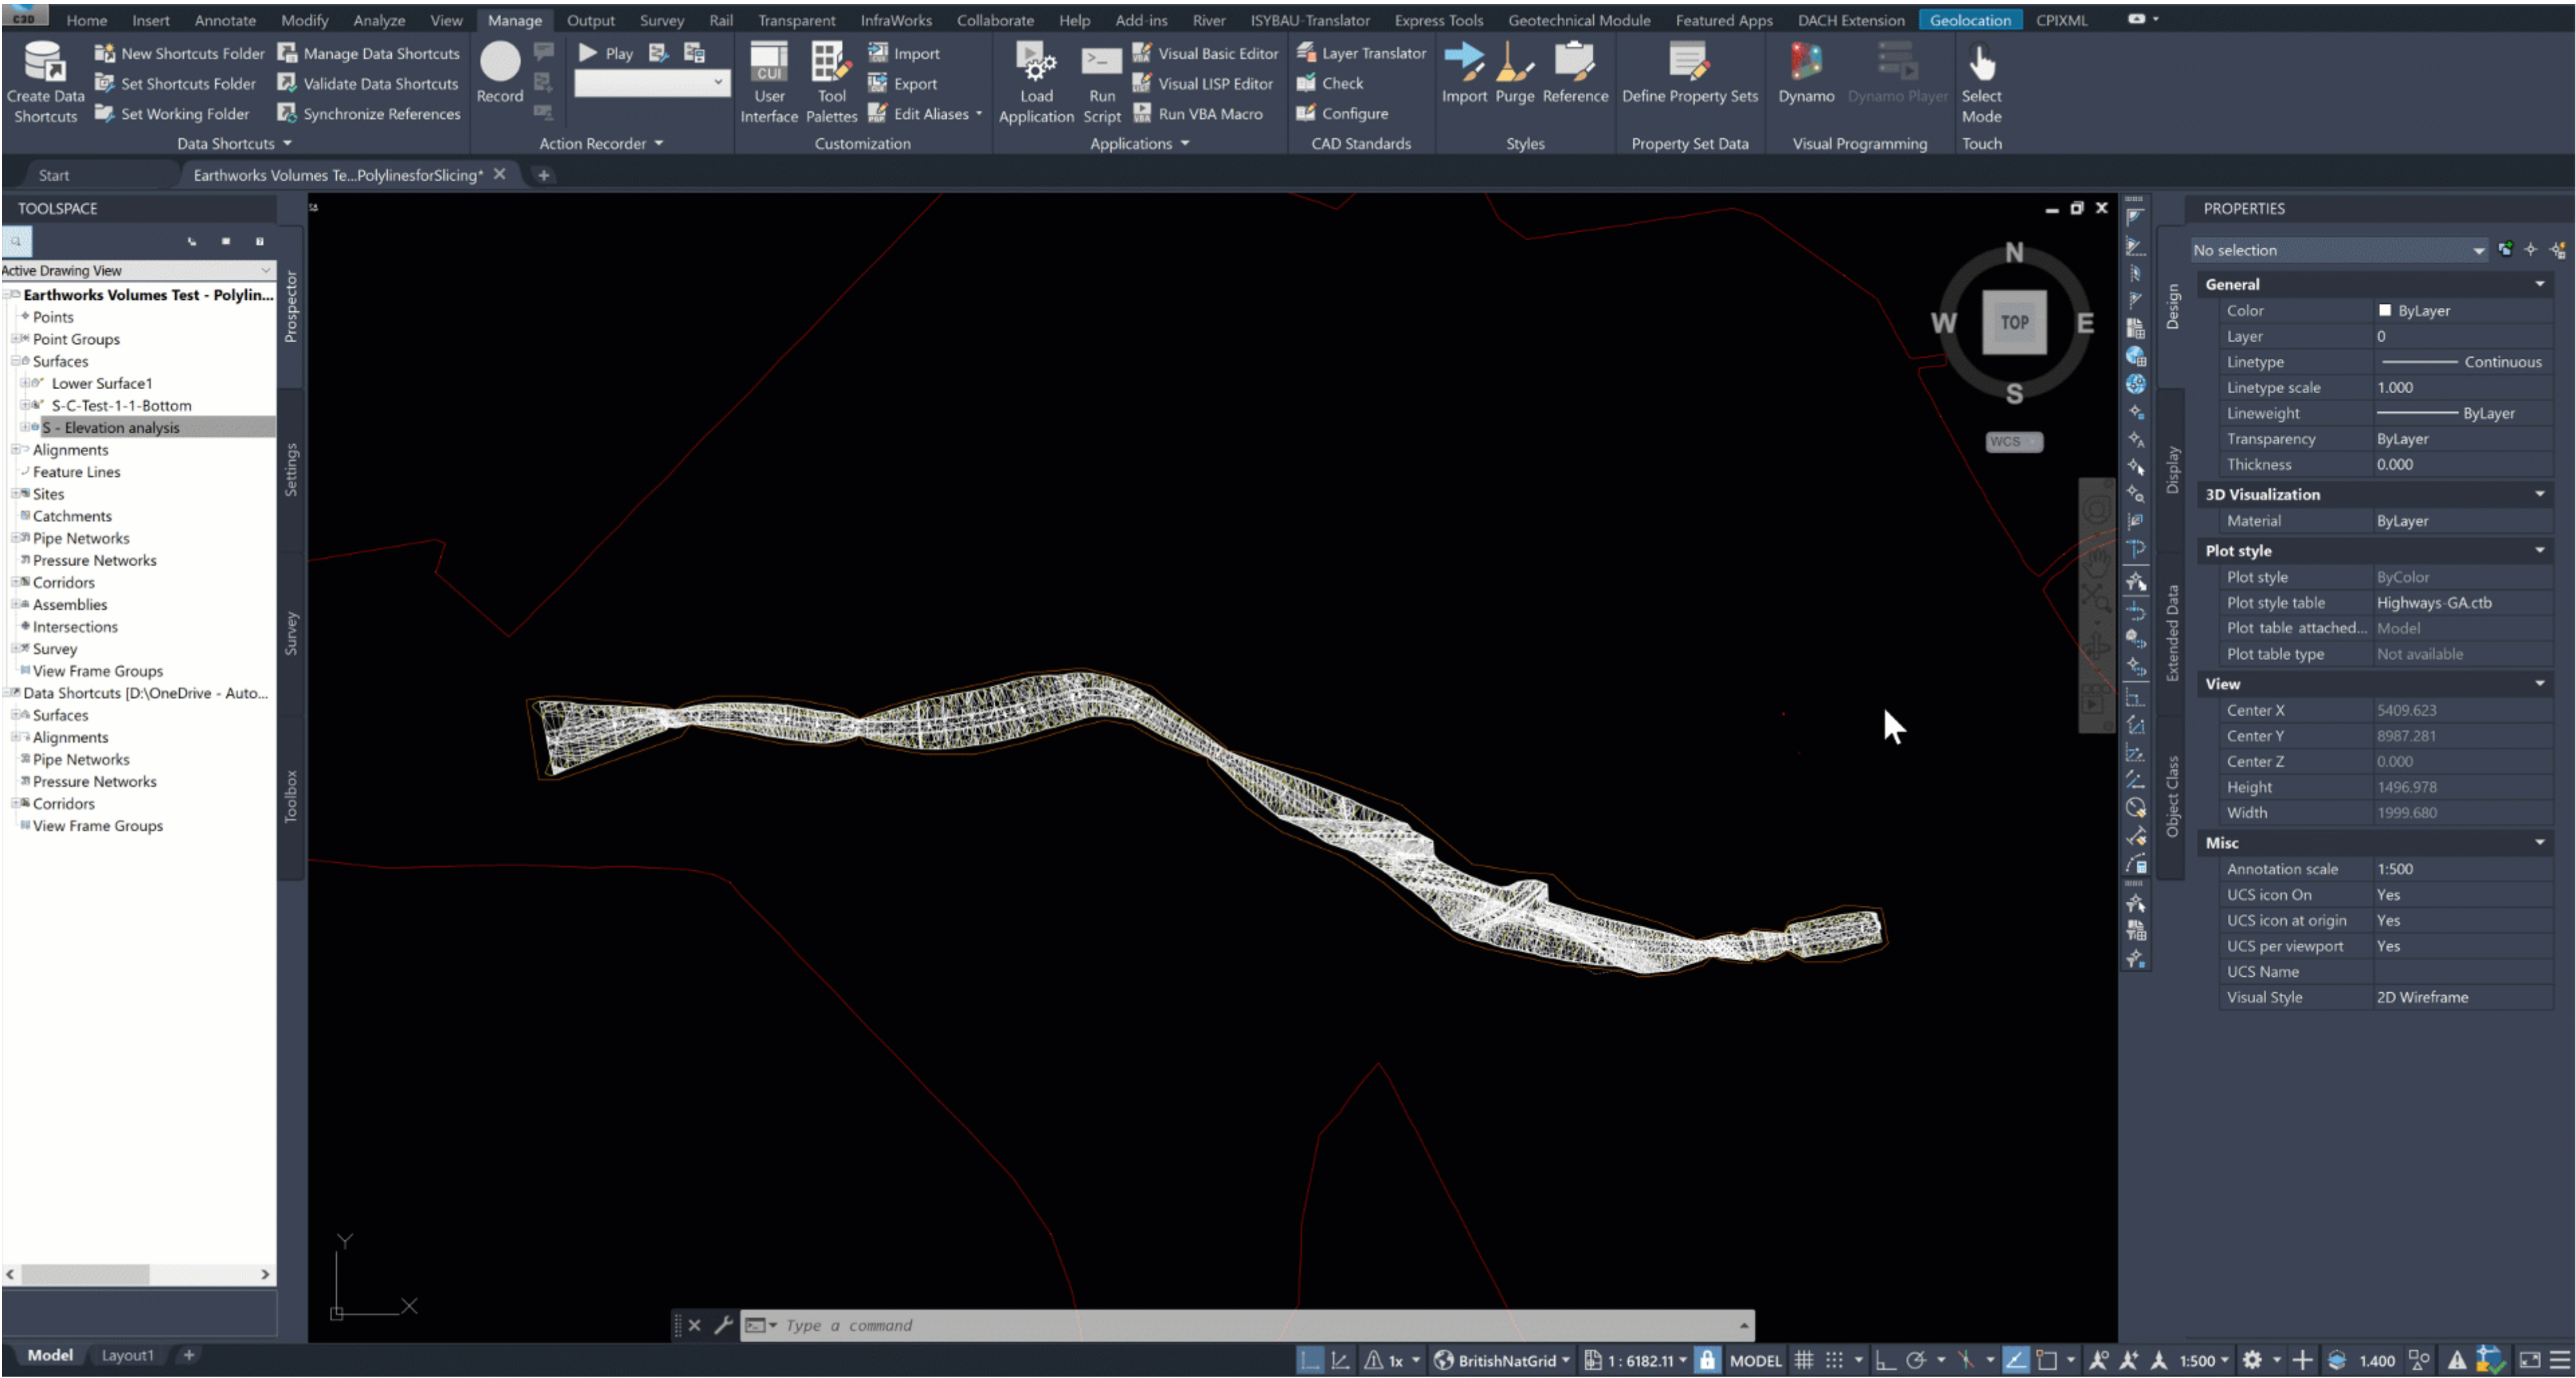 C3D
Home Insert Annotate Modify Analyze View Manage Output Survey Rail Transparent InfraWorks Collaborate Help Add-ins River ISYBAU-Translator Express Tools Geotechnical Module Featured Apps DACH Extension Geolocation CPIXML
Create Data Shortcuts
New Shortcuts Folder
Set Shortcuts Folder
Set Working Folder
Manage Data Shortcuts
Validate Data Shortcuts
Synchronize References
Data Shortcuts
Record
Play
Action Recorder
CUI
User Interface
Tool Palettes
Import
Export
Edit Aliases
Customization
Load Application
Run Script
Visual Basic Editor
Visual LISP Editor
Run VBA Macro
Applications
Layer Translator
Check
Configure
CAD Standards
Import Purge Reference
Styles
Define Property Sets
Property Set Data
Dynamo Dynamo Player
Visual Programming
Select Mode
Touch
Start
Earthworks Volumes Te...PolylinesforSlicing*
TOOLSPACE
Active Drawing View
Earthworks Volumes Test - Polylin...
Points
Point Groups
Surfaces
Lower Surface1
S-C-Test-1-1-Bottom
S - Elevation analysis
Alignments
Feature Lines
Sites
Catchments
Pipe Networks
Pressure Networks
Corridors
Assemblies
Intersections
Survey
View Frame Groups
Data Shortcuts [D:\OneDrive - Auto...
Surfaces
Alignments
Pipe Networks
Pressure Networks
Corridors
View Frame Groups
Prospector
Settings
Survey
Toolbox
N
W TOP E
S
WCS
Y
X
Type a command
Design
Display
Extended Data
Object Class
PROPERTIES
No selection
General
Color ByLayer
Layer 0
Linetype Continuous
Linetype scale 1.000
Lineweight ByLayer
Transparency ByLayer
Thickness 0.000
3D Visualization
Material ByLayer
Plot style
Plot style ByColor
Plot style table Highways-GA.ctb
Plot table attached... Model
Plot table type Not available
View
Center X 5409.623
Center Y 8987.281
Center Z 0.000
Height 1496.978
Width 1999.680
Misc
Annotation scale 1:500
UCS icon On Yes
UCS icon at origin Yes
UCS per viewport Yes
UCS Name
Visual Style 2D Wireframe
Model Layout1
1x BritishNatGrid 1 : 6182.11 MODEL 1:500 1.400